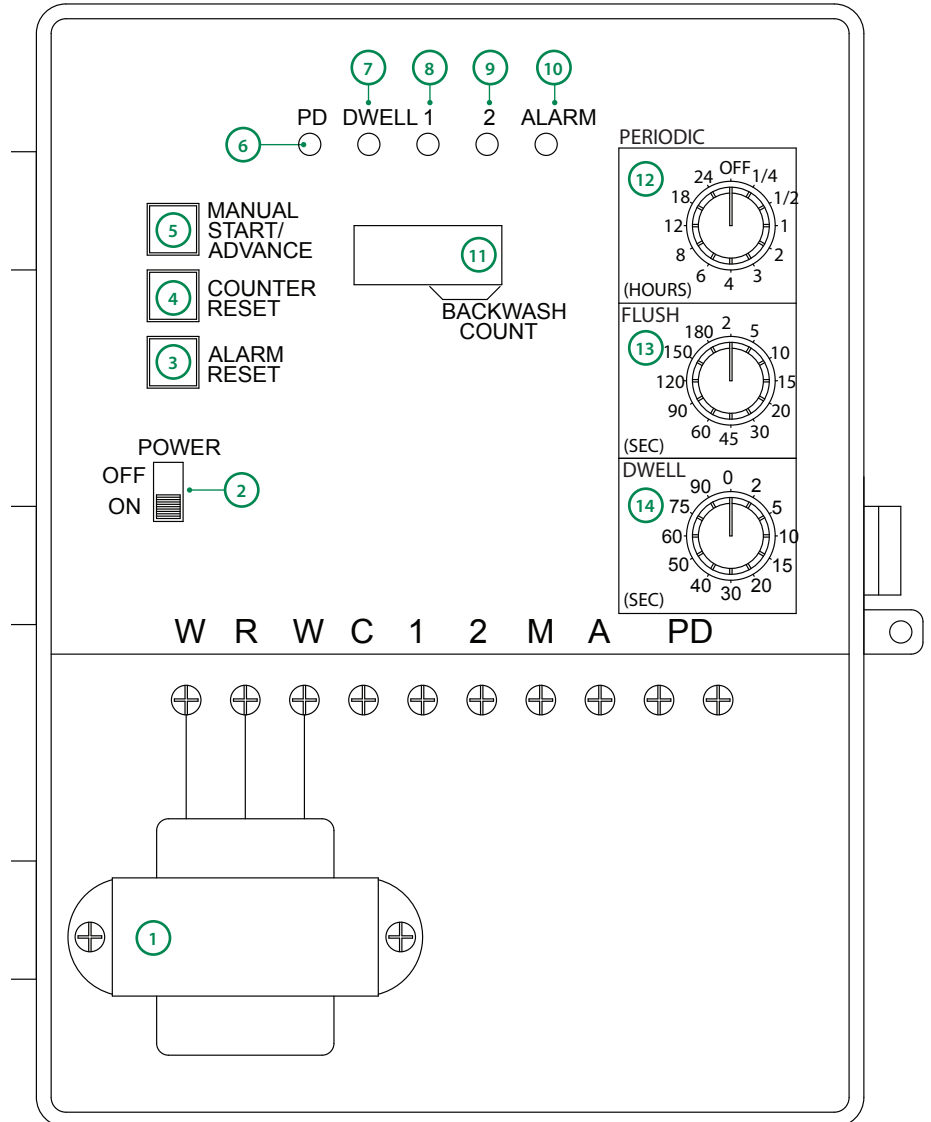 7 8 9 10
PD DWELL 1 2 ALARM
6
5 MANUAL
START/
ADVANCE
4 COUNTER
RESET
3 ALARM
RESET
11
BACKWASH
COUNT
POWER
OFF
ON
2
PERIODIC
12
OFF 1/4 1/2 1 2 3 4 6 8 12 18 24
(HOURS)
FLUSH
13
2 5 10 15 20 30 45 60 90 120 150 180
(SEC)
DWELL
14
0 2 5 10 15 20 30 40 50 60 75 90
(SEC)
W R W C 1 2 M A PD
1